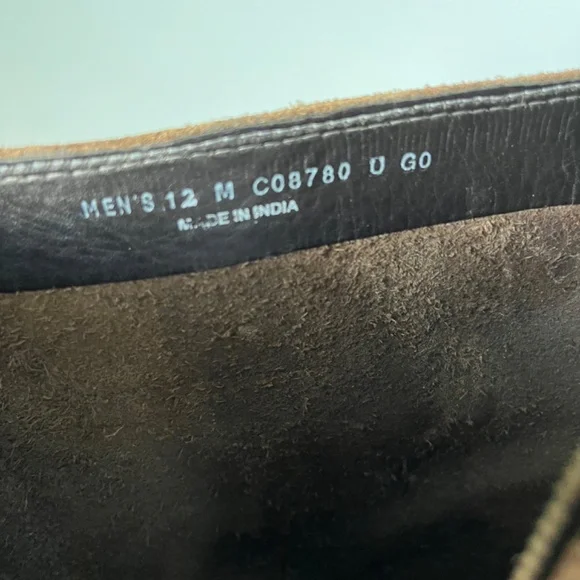 MEN'S 12 M C08780 U G0
MADE IN INDIA